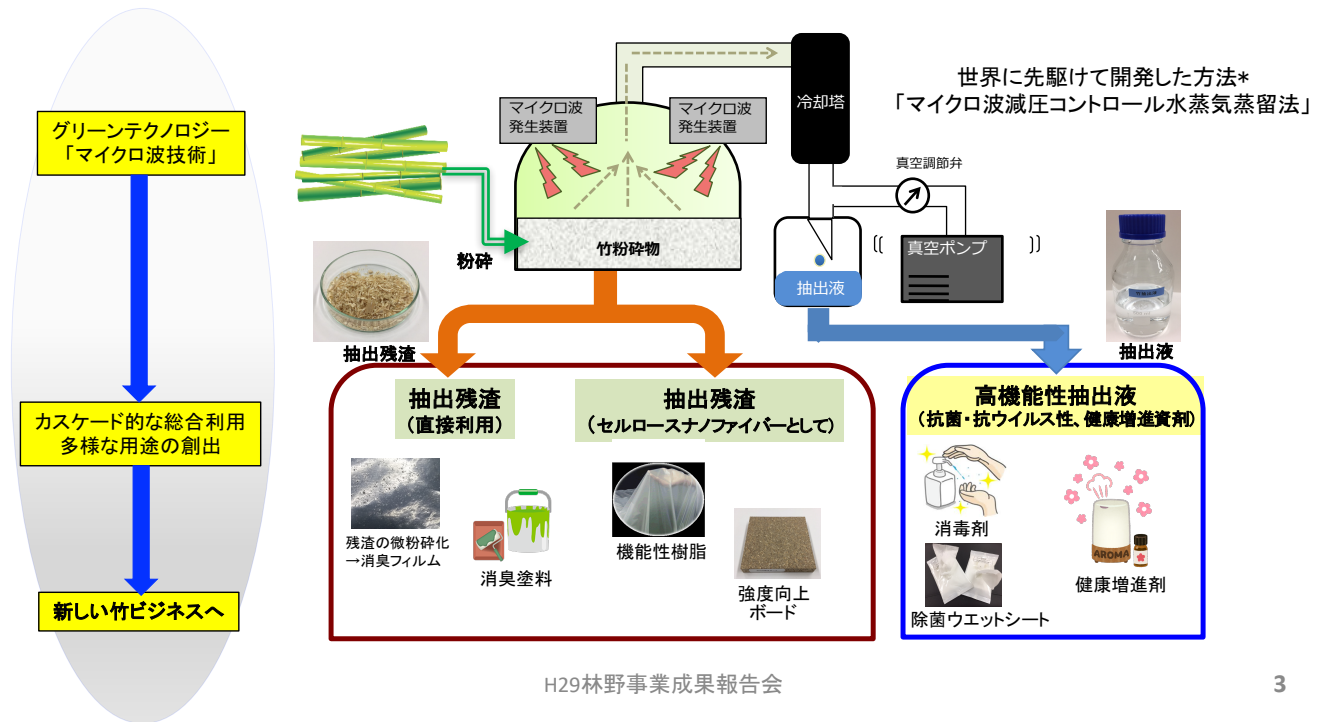 グリーンテクノロジー
「マイクロ波技術」
カスケード的な総合利用
多様な用途の創出
新しい竹ビジネスへ
世界に先駆けて開発した方法*
「マイクロ波減圧コントロール水蒸気蒸留法」
マイクロ波
発生装置
マイクロ波
発生装置
冷却塔
真空調節弁
粉砕
竹粉砕物
抽出液
真空ポンプ
抽出残渣
抽出液
抽出残渣
（直接利用）
残渣の微粉砕化
→消臭フィルム
消臭塗料
抽出残渣
（セルロースナノファイバーとして）
機能性樹脂
強度向上
ボード
高機能性抽出液
（抗菌・抗ウイルス性、健康増進資剤）
消毒剤
除菌ウエットシート
AROMA
健康増進剤
H29林野事業成果報告会
3